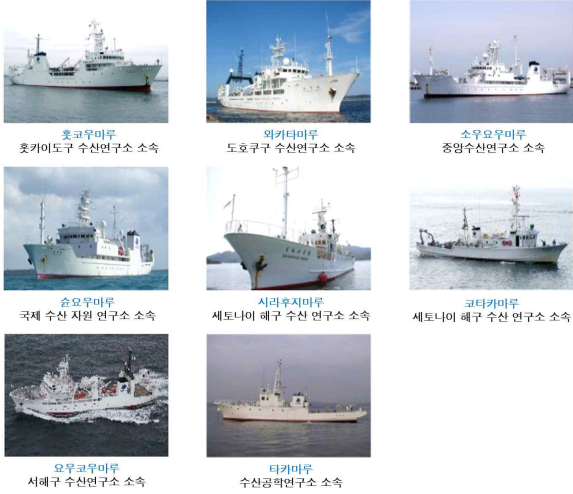 홋코우마루
홋카이도구 수산연구소 소속
와카타마루
도호쿠구 수산연구소 소속
소우요우마루
중앙수산연구소 소속
슌요우마루
국제 수산 자원 연구소 소속
시라후지마루
세토나이 해구 수산 연구소 소속
코타카마루
세토나이 해구 수산 연구소 소속
요우코우마루
서해구 수산연구소 소속
타카마루
수산공학연구소 소속